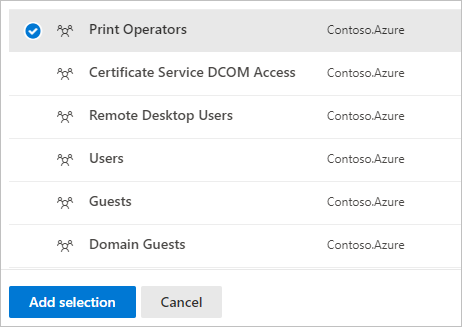 Print Operators Contoso.Azure
Certificate Service DCOM Access Contoso.Azure
Remote Desktop Users Contoso.Azure
Users Contoso.Azure
Guests Contoso.Azure
Domain Guests Contoso.Azure
Add selection Cancel